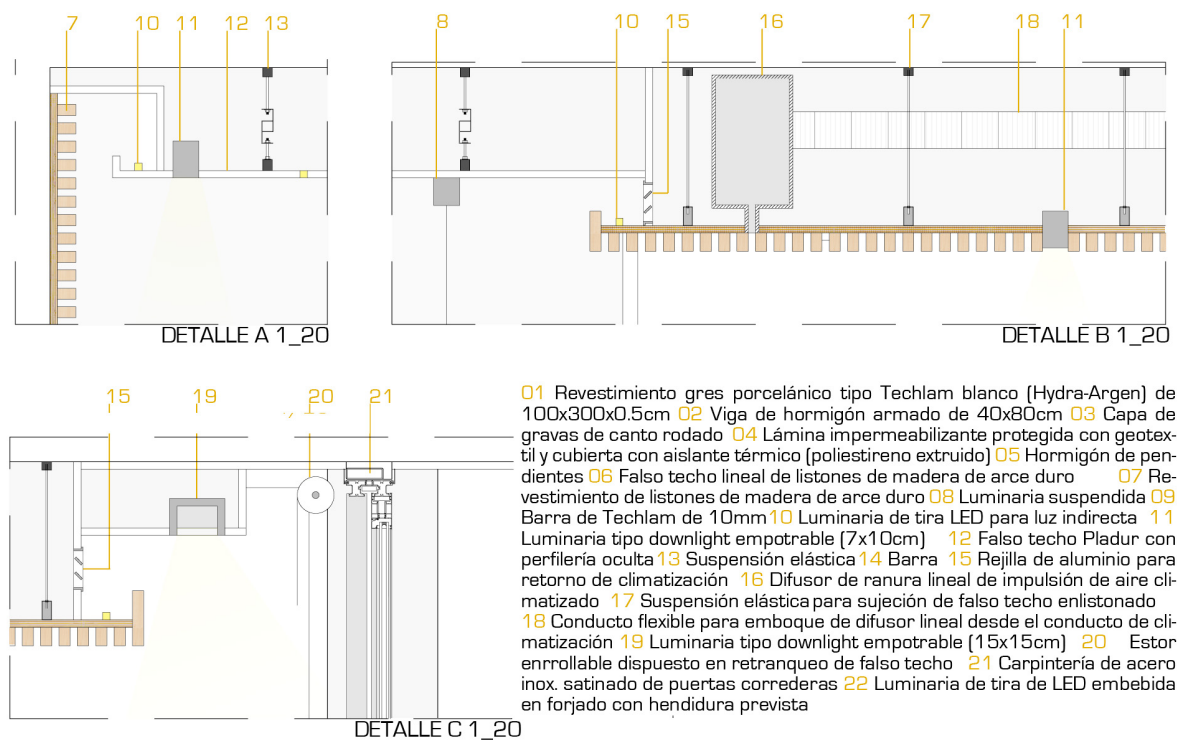 7 10 11 12 13
8 10 15 16 17 18 11
DETALLE A 1_20
DETALLE B 1_20
15 19 20 21
DETALLE C 1_20
01 Revestimiento gres porcelánico tipo Techlam blanco (Hydra-Argen) de
100x300x0.5cm 02 Viga de hormigón armado de 40x80cm 03 Capa de
gravas de canto rodado 04 Lámina impermeabilizante protegida con geotex-
til y cubierta con aislante térmico (poliestireno extruido) 05 Hormigón de pen-
dientes 06 Falso techo lineal de listones de madera de arce duro 07 Re-
vestimiento de listones de madera de arce duro 08 Luminaria suspendida 09
Barra de Techlam de 10mm 10 Luminaria de tira LED para luz indirecta 11
Luminaria tipo downlight empotrable (7x10cm) 12 Falso techo Pladur con
perfilería oculta 13 Suspensión elástica 14 Barra 15 Rejilla de aluminio para
retorno de climatización 16 Difusor de ranura lineal de impulsión de aire cli-
matizado 17 Suspensión elástica para sujeción de falso techo enlistonado
18 Conducto flexible para emboque de difusor lineal desde el conducto de cli-
matización 19 Luminaria tipo downlight empotrable (15x15cm) 20 Estor
enrrollable dispuesto en retranqueo de falso techo 21 Carpintería de acero
inox. satinado de puertas correderas 22 Luminaria de tira de LED embebida
en forjado con hendidura prevista